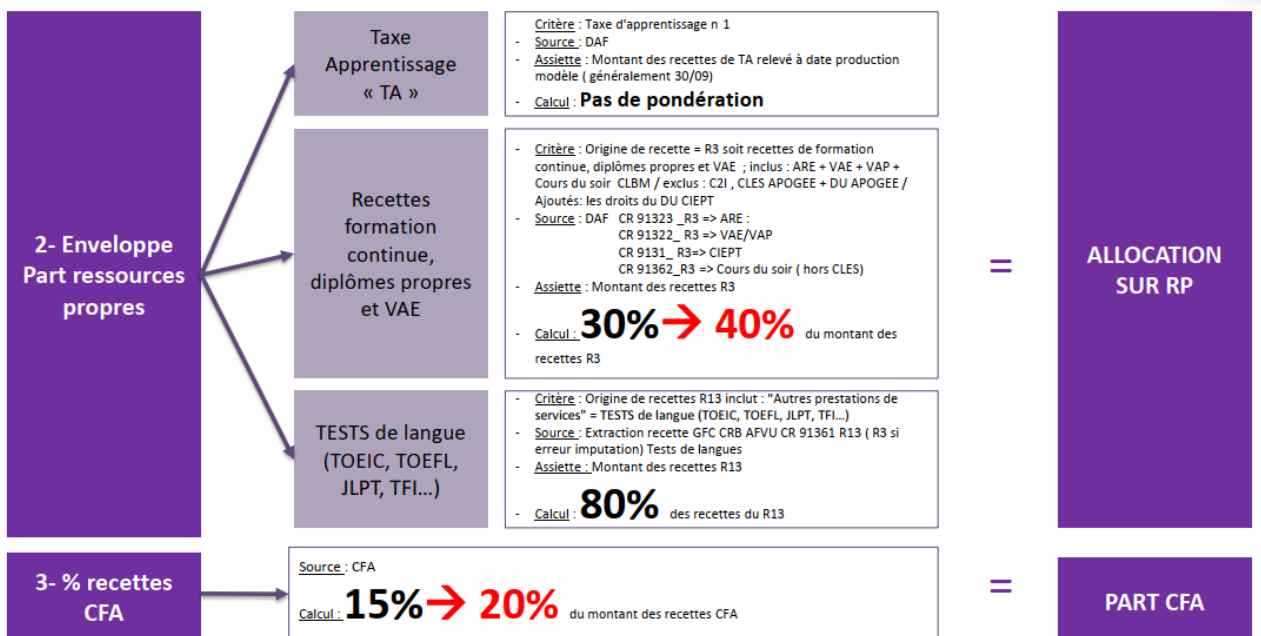 2- Enveloppe
Part ressources
propres
Taxe
Apprentissage
« TA »
Critère : Taxe d'apprentissage n 1
- Source : DAF
- Assiette : Montant des recettes de TA relevé à date production
modèle ( généralement 30/09)
- Calcul : Pas de pondération
Recettes
formation
continue,
diplômes propres
et VAE
- Critère : Origine de recette = R3 soit recettes de formation
continue, diplômes propres et VAE ; inclus : ARE + VAE + VAP +
Cours du soir CLBM / exclus : C2I , CLES APOGEE + DU APOGEE /
Ajoutés: les droits du DU CIEPT
- Source : DAF CR 91323 _R3 => ARE :
CR 91322_ R3 => VAE/VAP
CR 9131_ R3=> CIEPT
CR 91362_R3 => Cours du soir ( hors CLES)
- Assiette : Montant des recettes R3
- Calcul : 30% → 40% du montant des
recettes R3
TESTS de langue
(TOEIC, TOEFL,
JLPT, TFI...)
- Critère : Origine de recettes R13 inclut : "Autres prestations de
services" = TESTS de langue (TOEIC, TOEFL, JLPT, TFI...)
- Source : Extraction recette GFC CRB AFVU CR 91361 R13 ( R3 si
erreur imputation) Tests de langues
- Assiette : Montant des recettes R13
- Calcul : 80% des recettes du R13
=
ALLOCATION
SUR RP
3- % recettes
CFA
Source : CFA
Calcul : 15% → 20% du montant des recettes CFA
=
PART CFA